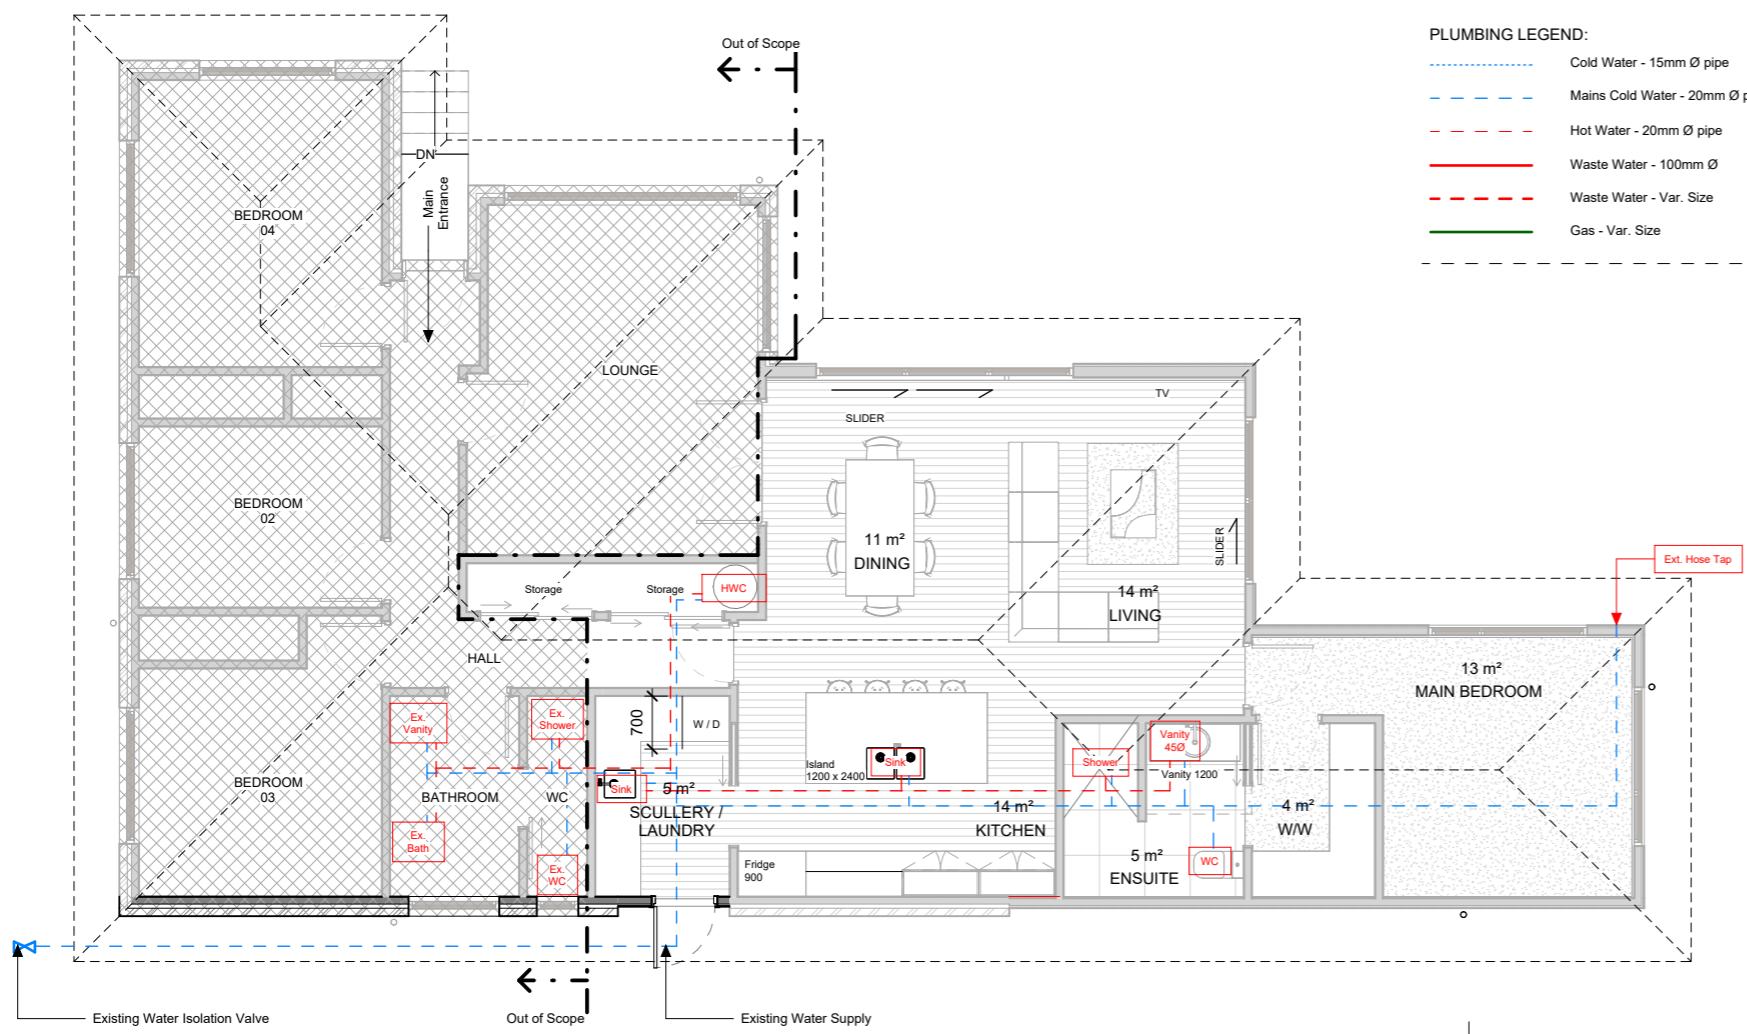 Out of Scope
PLUMBING LEGEND:
Cold Water - 15mm Ø pipe
Mains Cold Water - 20mm Ø p
Hot Water - 20mm Ø pipe
Waste Water - 100mm Ø
Waste Water - Var. Size
Gas - Var. Size
DN
Main
Entrance
BEDROOM
04
LOUNGE
SLIDER
TV
BEDROOM
02
11 m²
DINING
SLIDER
Ext. Hose Tap
Storage
Storage
HWC
14 m²
LIVING
HALL
13 m²
MAIN BEDROOM
Ex.
Vanity
Ex.
Shower
700
W / D
Vanity
45Ø
Island
1200 x 2400
Sink
Shower
Vanity 1200
BEDROOM
03
BATHROOM
WC
Sink
5 m²
SCULLERY /
LAUNDRY
14 m²
KITCHEN
4 m²
W/W
Ex.
Bath
Ex.
WC
Fridge
900
5 m²
ENSUITE
WC
Existing Water Isolation Valve
Out of Scope
Existing Water Supply